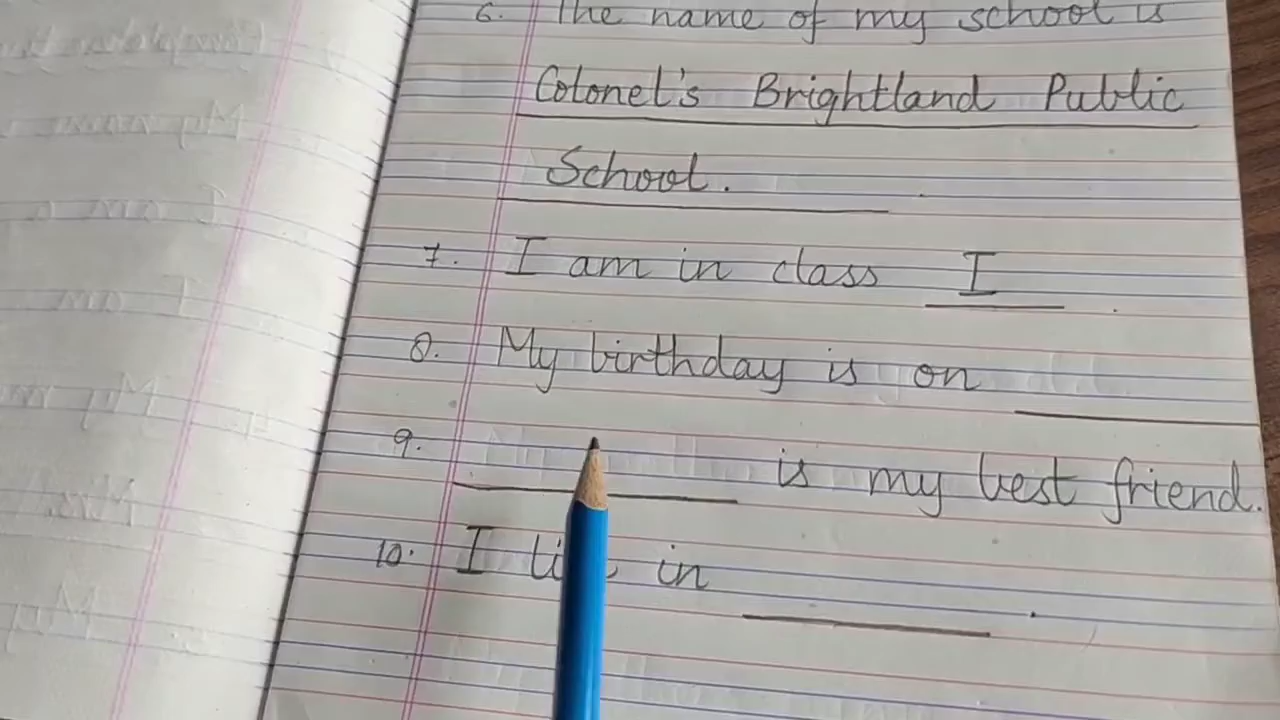 6. The name of my school is
Colonel's Brightland Public
School.
7. I am in class I .
8. My birthday is on
9. is my best friend.
10. I in .